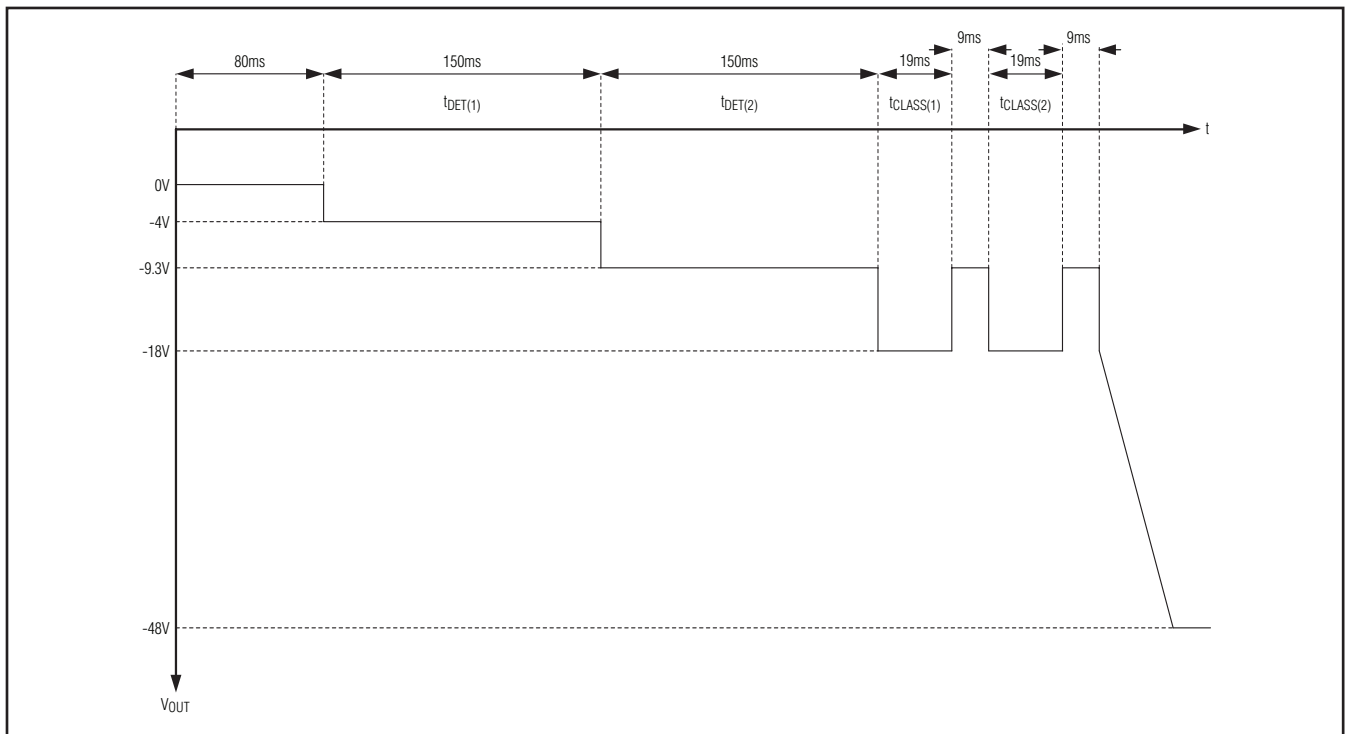 9ms 9ms
80ms 150ms 150ms 19ms 19ms
tDET(1) tDET(2) tCLASS(1) tCLASS(2)
t
0V
-4V
-9.3V
-18V
-48V
VOUT